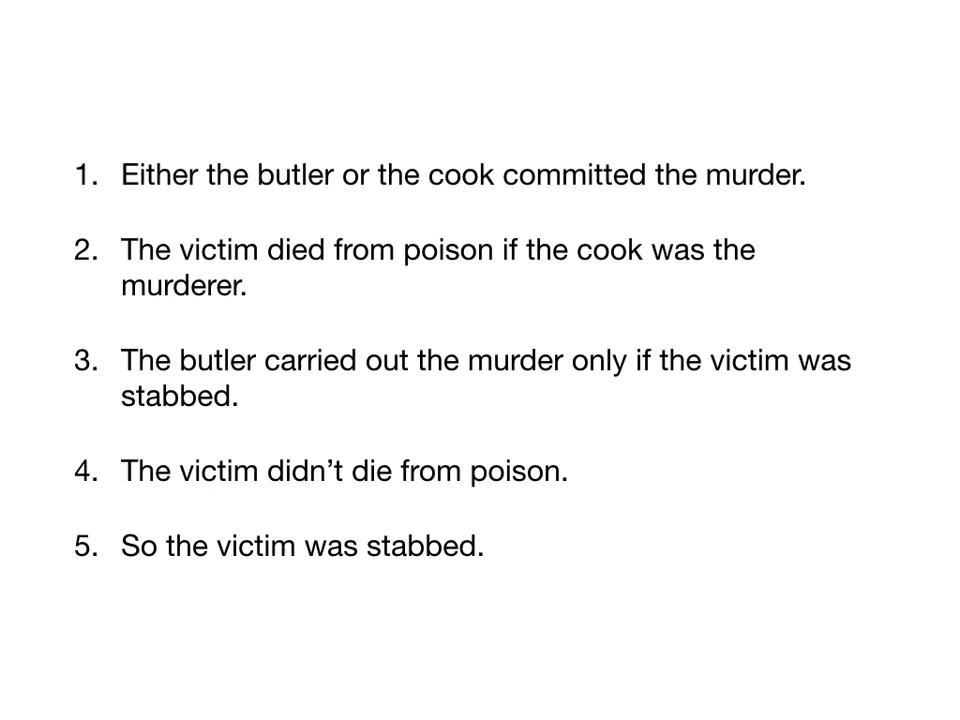 1. Either the butler or the cook committed the murder.
2. The victim died from poison if the cook was the
murderer.
3. The butler carried out the murder only if the victim was
stabbed.
4. The victim didn’t die from poison.
5. So the victim was stabbed.